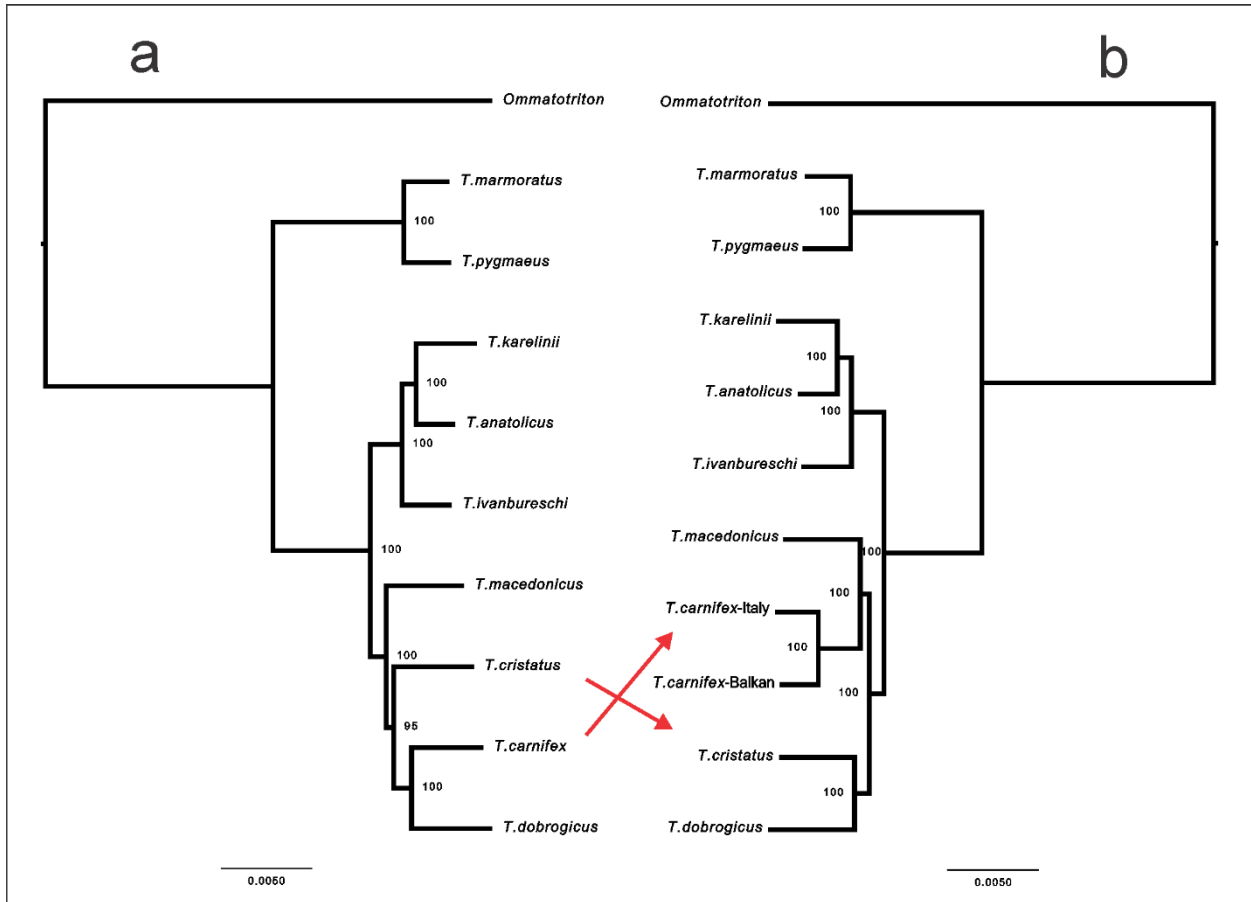 a
b
Ommatotriton
T.marmoratus
100
T.pygmaeus
T.karelinii
100
T.anatolicus
100
T.ivanbureschi
100
T.macedonicus
100
T.cristatus
95
T.carnifex
100
T.dobrogicus
0.0050
Ommatotriton
T.marmoratus
100
T.pygmaeus
T.karelinii
100
T.anatolicus
100
T.ivanbureschi
T.macedonicus
100
100
T.carnifex-Italy
100
T.carnifex-Balkan
100
T.cristatus
100
T.dobrogicus
0.0050